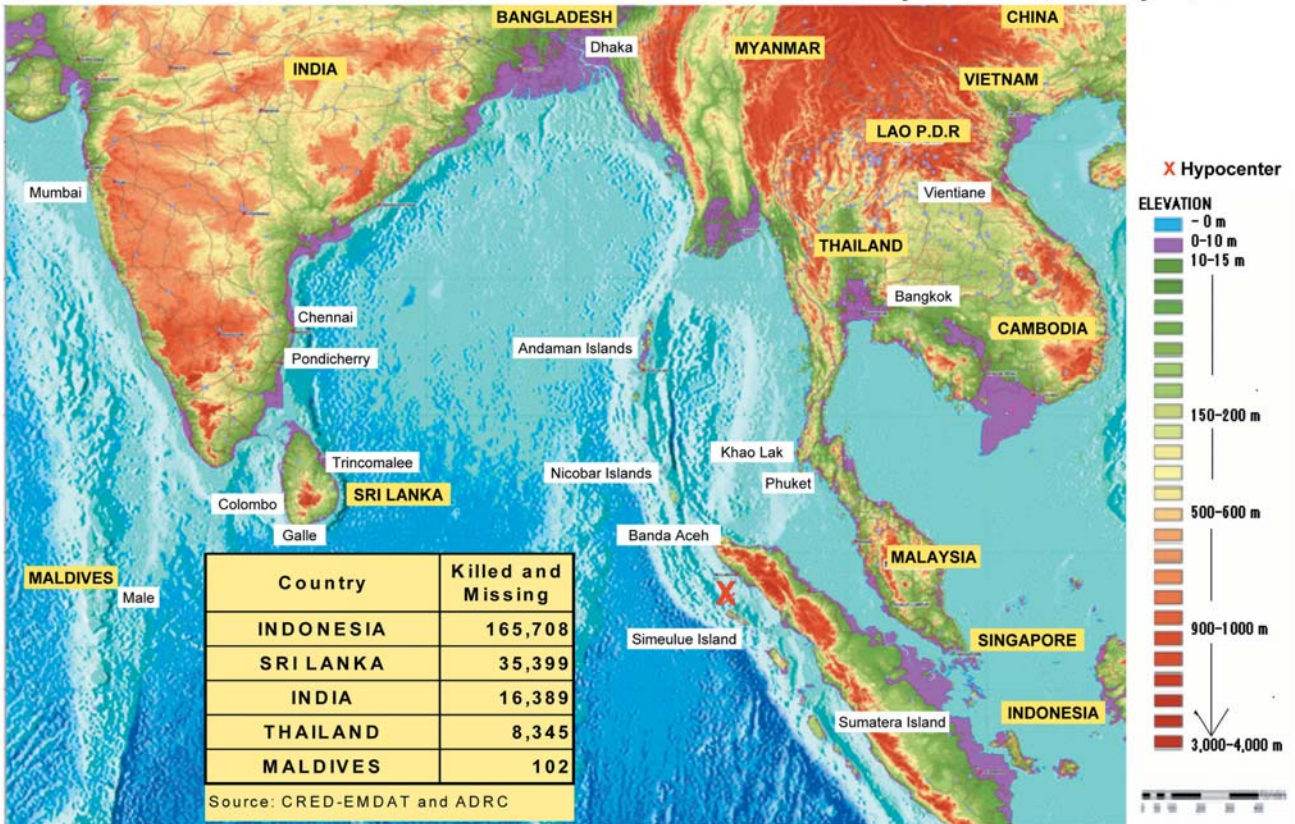 BANGLADESH
CHINA
Dhaka
MYANMAR
INDIA
VIETNAM
LAO P.D.R
Mumbai
Vientiane
THAILAND
Bangkok
Chennai
CAMBODIA
Andaman Islands
Pondicherry
Khao Lak
Trincomalee
Nicobar Islands
Phuket
Colombo
SRI LANKA
Galle
Banda Aceh
MALAYSIA
MALDIVES
Male
X
Simeulue Island
SINGAPORE
Sumatera Island
INDONESIA
Country Killed and Missing
INDONESIA 165,708
SRI LANKA 35,399
INDIA 16,389
THAILAND 8,345
MALDIVES 102
Source: CRED-EMDAT and ADRC
X Hypocenter
ELEVATION
- 0 m
0-10 m
10-15 m
150-200 m
500-600 m
900-1000 m
3,000-4,000 m